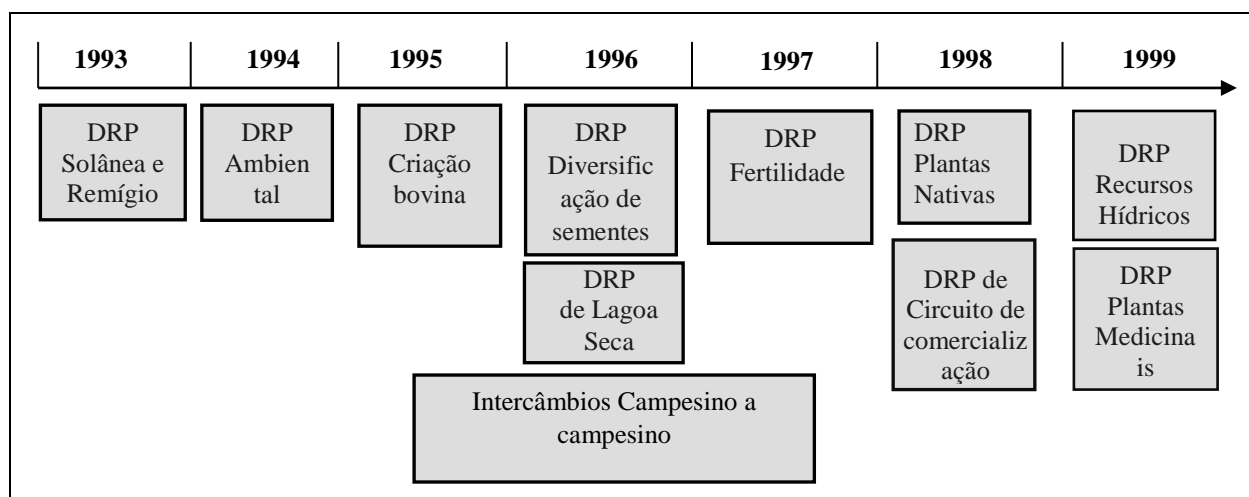 1993 1994 1995 1996 1997 1998 1999
DRP
Solânea e
Remígio
DRP
Ambien
tal
DRP
Criação
bovina
DRP
Diversific
ação de
sementes
DRP
Fertilidade
DRP
Plantas
Nativas
DRP
Recursos
Hídricos
DRP
de Lagoa
Seca
DRP de
Circuito de
comercializ
ação
DRP
Plantas
Medicina
is
Intercâmbios Campesino a
campesino